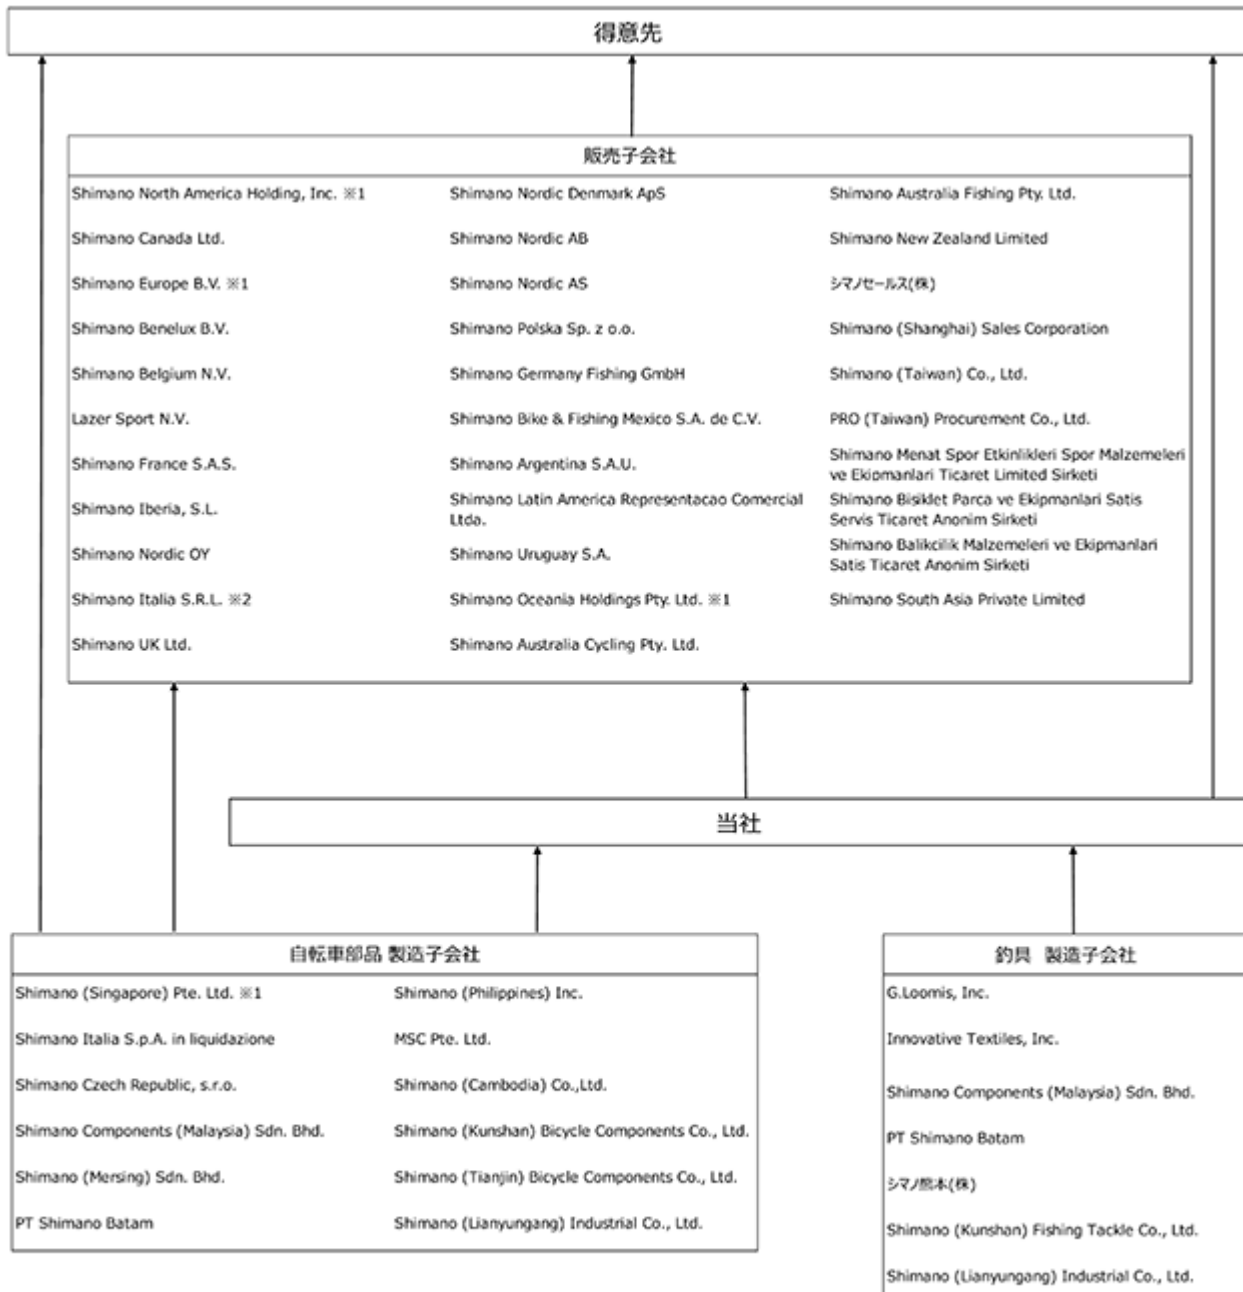 得意先
販売子会社
Shimano North America Holding, Inc. ※1
Shimano Canada Ltd.
Shimano Europe B.V. ※1
Shimano Benelux B.V.
Shimano Belgium N.V.
Lazer Sport N.V.
Shimano France S.A.S.
Shimano Iberia, S.L.
Shimano Nordic OY
Shimano Italia S.R.L. ※2
Shimano UK Ltd.
Shimano Nordic Denmark ApS
Shimano Nordic AB
Shimano Nordic AS
Shimano Polska Sp. z o.o.
Shimano Germany Fishing GmbH
Shimano Bike & Fishing Mexico S.A. de C.V.
Shimano Argentina S.A.U.
Shimano Latin America Representacao Comercial
Ltda.
Shimano Uruguay S.A.
Shimano Oceania Holdings Pty. Ltd. ※1
Shimano Australia Cycling Pty. Ltd.
Shimano Australia Fishing Pty. Ltd.
Shimano New Zealand Limited
シマノセールス(株)
Shimano (Shanghai) Sales Corporation
Shimano (Taiwan) Co., Ltd.
PRO (Taiwan) Procurement Co., Ltd.
Shimano Menat Spor Etkinlikleri Spor Malzemeleri
ve Ekipmanlari Ticaret Limited Sirketi
Shimano Bisiklet Parca ve Ekipmanlari Satis
Servis Ticaret Anonim Sirketi
Shimano Balikcilik Malzemeleri ve Ekipmanlari
Satis Ticaret Anonim Sirketi
Shimano South Asia Private Limited
当社
自転車部品 製造子会社
Shimano (Singapore) Pte. Ltd. ※1
Shimano Italia S.p.A. in liquidazione
Shimano Czech Republic, s.r.o.
Shimano Components (Malaysia) Sdn. Bhd.
Shimano (Mersing) Sdn. Bhd.
PT Shimano Batam
Shimano (Philippines) Inc.
MSC Pte. Ltd.
Shimano (Cambodia) Co.,Ltd.
Shimano (Kunshan) Bicycle Components Co., Ltd.
Shimano (Tianjin) Bicycle Components Co., Ltd.
Shimano (Lianyungang) Industrial Co., Ltd.
釣具 製造子会社
G.Loomis, Inc.
Innovative Textiles, Inc.
Shimano Components (Malaysia) Sdn. Bhd.
PT Shimano Batam
シマノ熊本(株)
Shimano (Kunshan) Fishing Tackle Co., Ltd.
Shimano (Lianyungang) Industrial Co., Ltd.